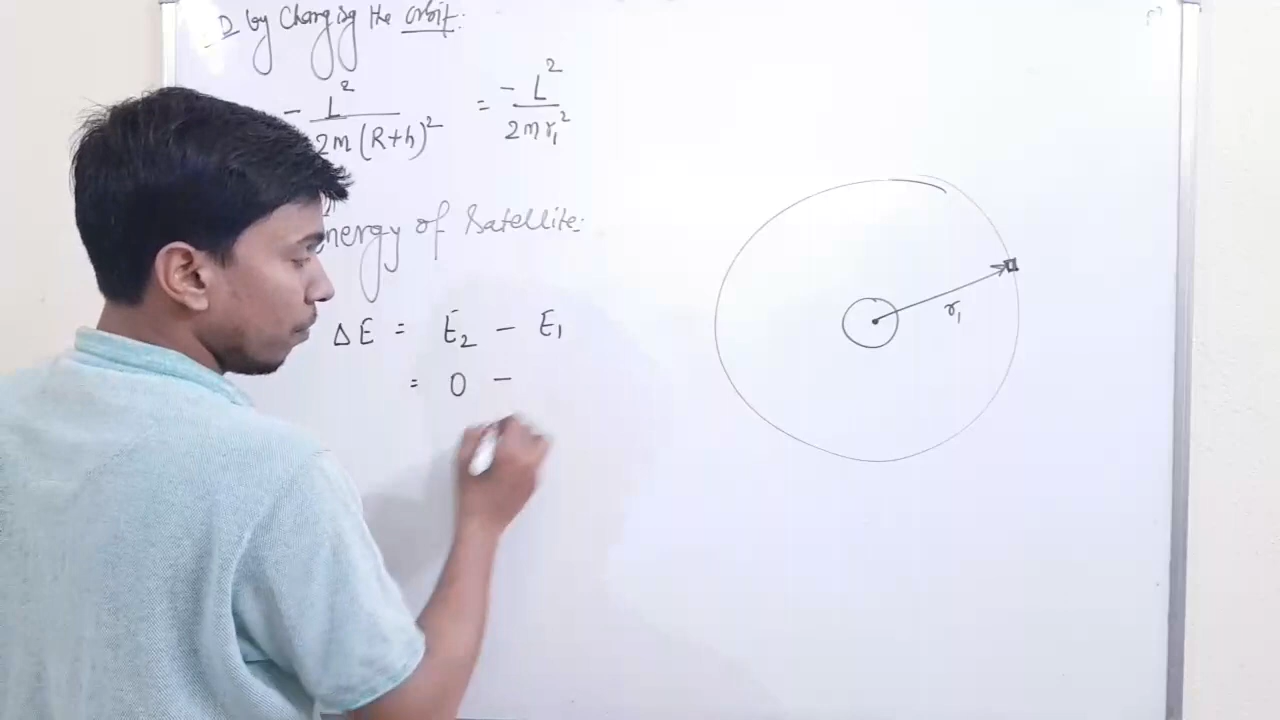 by Changing the orbit:
- L² / 2m(R+h)² = - L² / 2mr₁²
nergy of Satellite:
ΔE = E₂ - E₁
= 0 -
r₁